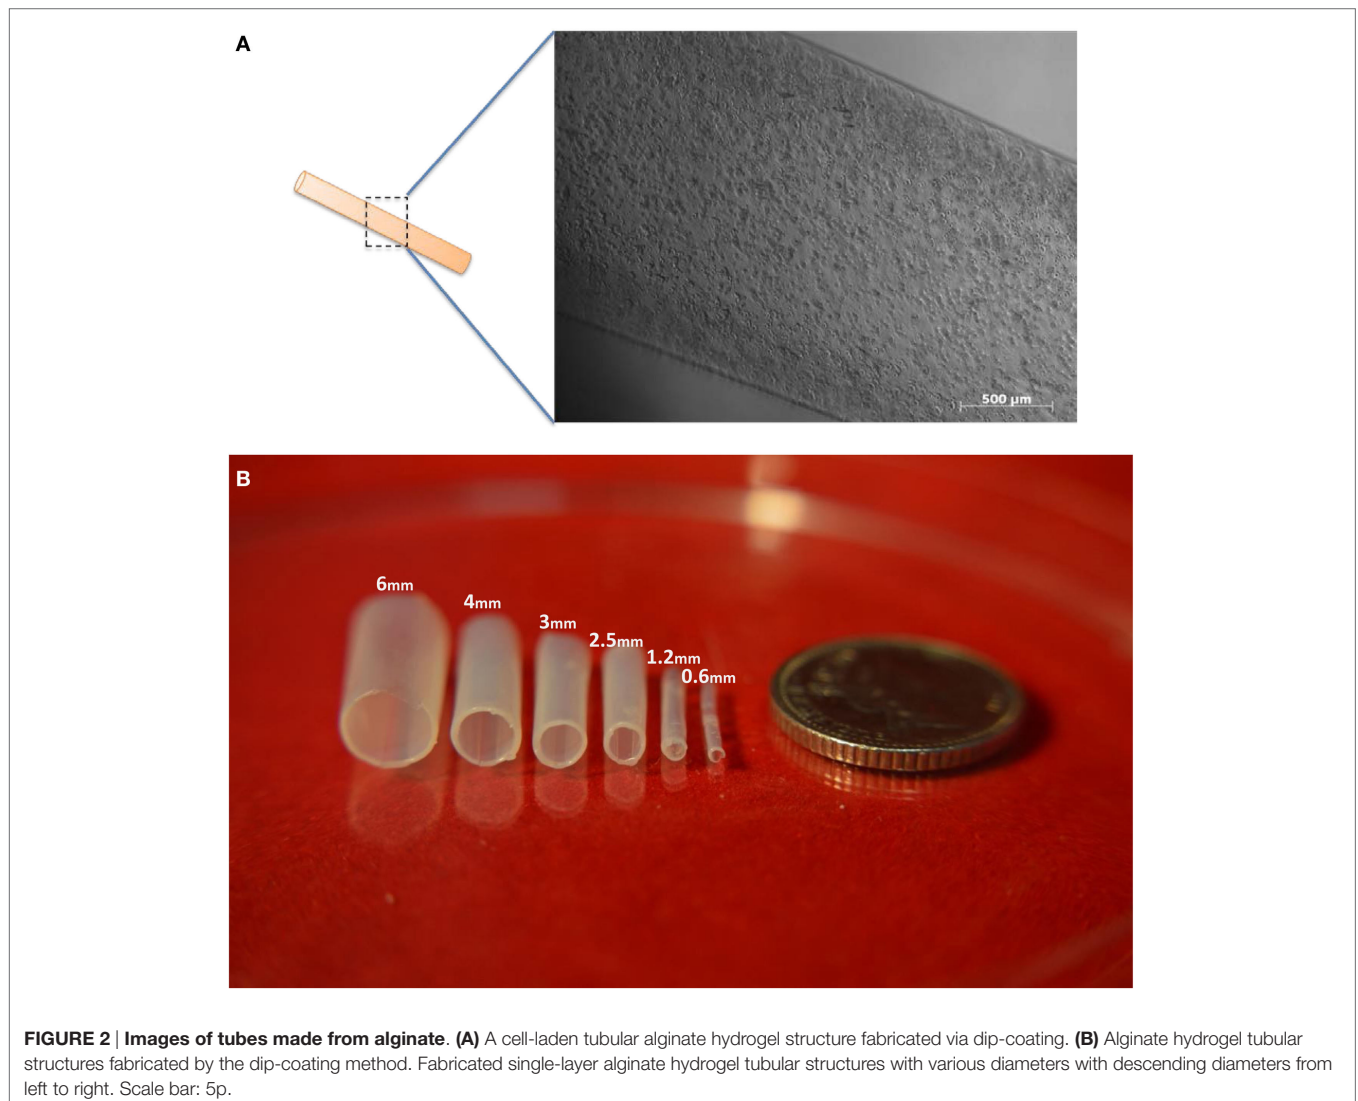 A
500 µm
B
6mm
4mm
3mm
2.5mm
1.2mm
0.6mm
FIGURE 2 | Images of tubes made from alginate. (A) A cell-laden tubular alginate hydrogel structure fabricated via dip-coating. (B) Alginate hydrogel tubular
structures fabricated by the dip-coating method. Fabricated single-layer alginate hydrogel tubular structures with various diameters with descending diameters from
left to right. Scale bar: 5p.